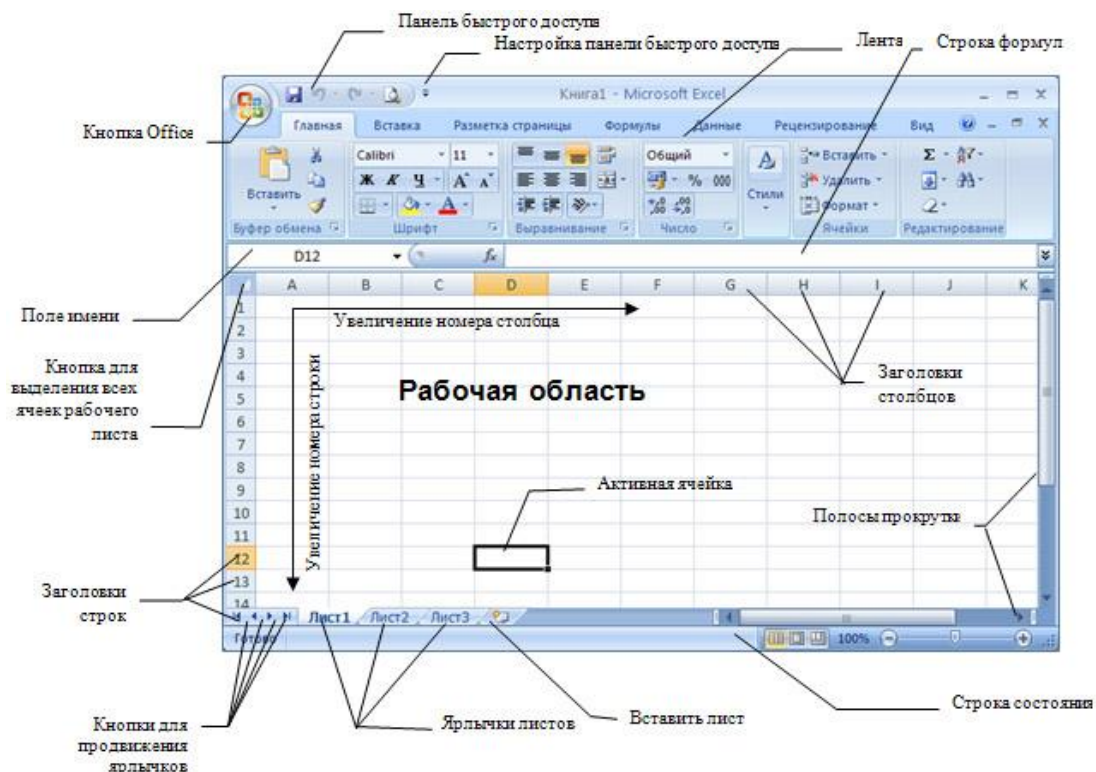 Панель быстрого доступа
Настройка панели быстрого доступа
Лента
Строка формул
Кнопка Office
Книга1 - Microsoft Excel
Главная Вставка Разметка страницы Формулы Данные Рецензирование Вид
Calibri 11 Общий Вставить
Ж К Ч А А % 000 Удалить
Вставить Стили Формат
Буфер обмена Шрифт Выравнивание Число Ячейки Редактирование
D12 fx
Поле имени
A B C D E F G H I J K
1
2
3
4
5
6
7
8
9
10
11
12
13
14
Увеличение номера столбца
Увеличение номера строки
Рабочая область
Кнопка для
выделения всех
ячеек рабочего
листа
Заголовки
столбцов
Активная ячейка
Полосы прокрутки
Заголовки
строк
Лист1 Лист2 Лист3
Готово 100%
Кнопки для
продвижения
ярлычков
Ярлычки листов
Вставить лист
Строка состояния